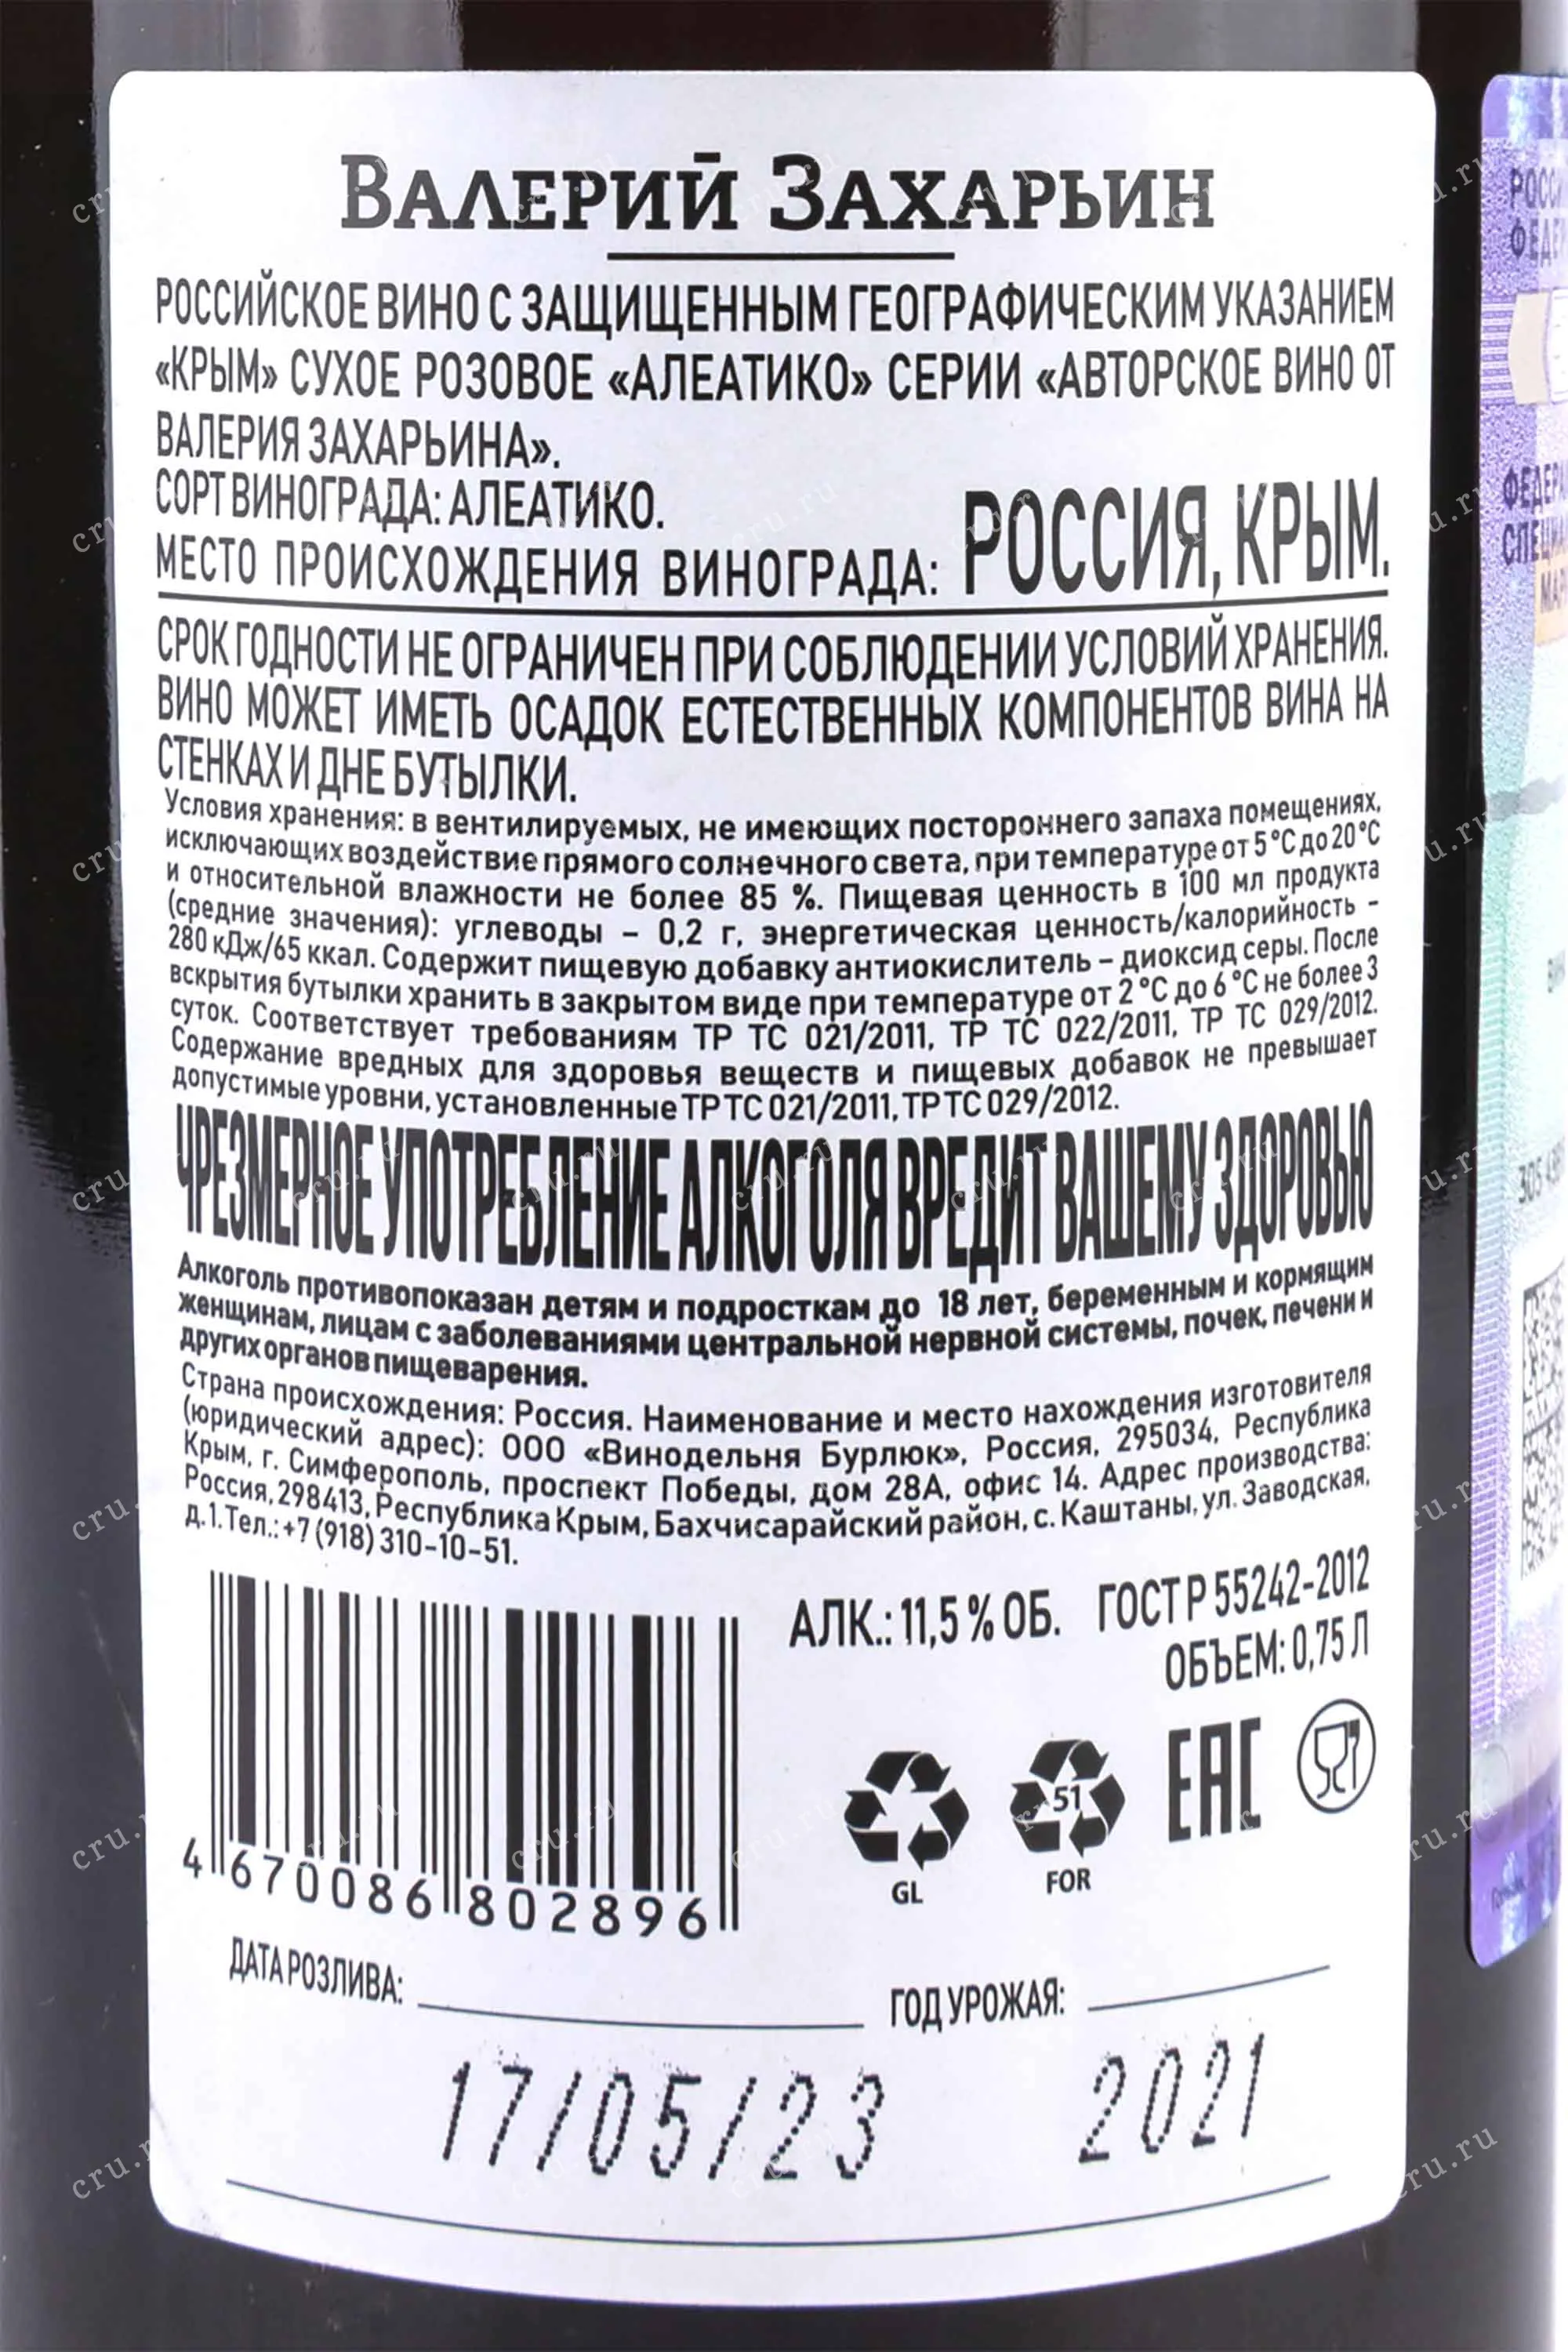 ВАЛЕРИЙ ЗАХАРЬИН
РОССИЙСКОЕ ВИНО С ЗАЩИЩЕННЫМ ГЕОГРАФИЧЕСКИМ УКАЗАНИЕМ
«КРЫМ» СУХОЕ РОЗОВОЕ «АЛЕАТИКО» СЕРИИ «АВТОРСКОЕ ВИНО ОТ
ВАЛЕРИЯ ЗАХАРЬИНА».
СОРТ ВИНОГРАДА: АЛЕАТИКО.
МЕСТО ПРОИСХОЖДЕНИЯ ВИНОГРАДА: РОССИЯ, КРЫМ.
СРОК ГОДНОСТИ НЕ ОГРАНИЧЕН ПРИ СОБЛЮДЕНИИ УСЛОВИЙ ХРАНЕНИЯ.
ВИНО МОЖЕТ ИМЕТЬ ОСАДОК ЕСТЕСТВЕННЫХ КОМПОНЕНТОВ ВИНА НА
СТЕНКАХ И ДНЕ БУТЫЛКИ.
Условия хранения: в вентилируемых, не имеющих постороннего запаха помещениях,
исключающих воздействие прямого солнечного света, при температуре от 5 °С до 20 °С
и относительной влажности не более 85 %. Пищевая ценность в 100 мл продукта
(средние значения): углеводы – 0,2 г, энергетическая ценность/калорийность –
280 кДж/65 ккал. Содержит пищевую добавку антиокислитель – диоксид серы. После
вскрытия бутылки хранить в закрытом виде при температуре от 2 °С до 6 °С не более 3
суток. Соответствует требованиям ТР ТС 021/2011, ТР ТС 022/2011, ТР ТС 029/2012.
Содержание вредных для здоровья веществ и пищевых добавок не превышает
допустимые уровни, установленные ТР ТС 021/2011, ТР ТС 029/2012.
ЧРЕЗМЕРНОЕ УПОТРЕБЛЕНИЕ АЛКОГОЛЯ ВРЕДИТ ВАШЕМУ ЗДОРОВЬЮ
Алкоголь противопоказан детям и подросткам до 18 лет, беременным и кормящим
женщинам, лицам с заболеваниями центральной нервной системы, почек, печени и
других органов пищеварения.
Страна происхождения: Россия. Наименование и место нахождения изготовителя
(юридический адрес): ООО «Винодельня Бурлюк», Россия, 295034, Республика
Крым, г. Симферополь, проспект Победы, дом 28А, офис 14. Адрес производства:
Россия, 298413, Республика Крым, Бахчисарайский район, с. Каштаны, ул. Заводская,
д.1. Тел.: +7 (918) 310-10-51.
АЛК.: 11,5 % ОБ. ГОСТ Р 55242-2012
ОБЪЕМ: 0,75 Л
51
ЕАС
GL
FOR
4 670086 802896
ДАТА РОЗЛИВА:
ГОД УРОЖАЯ:
17/05/23
2021
cru.ru